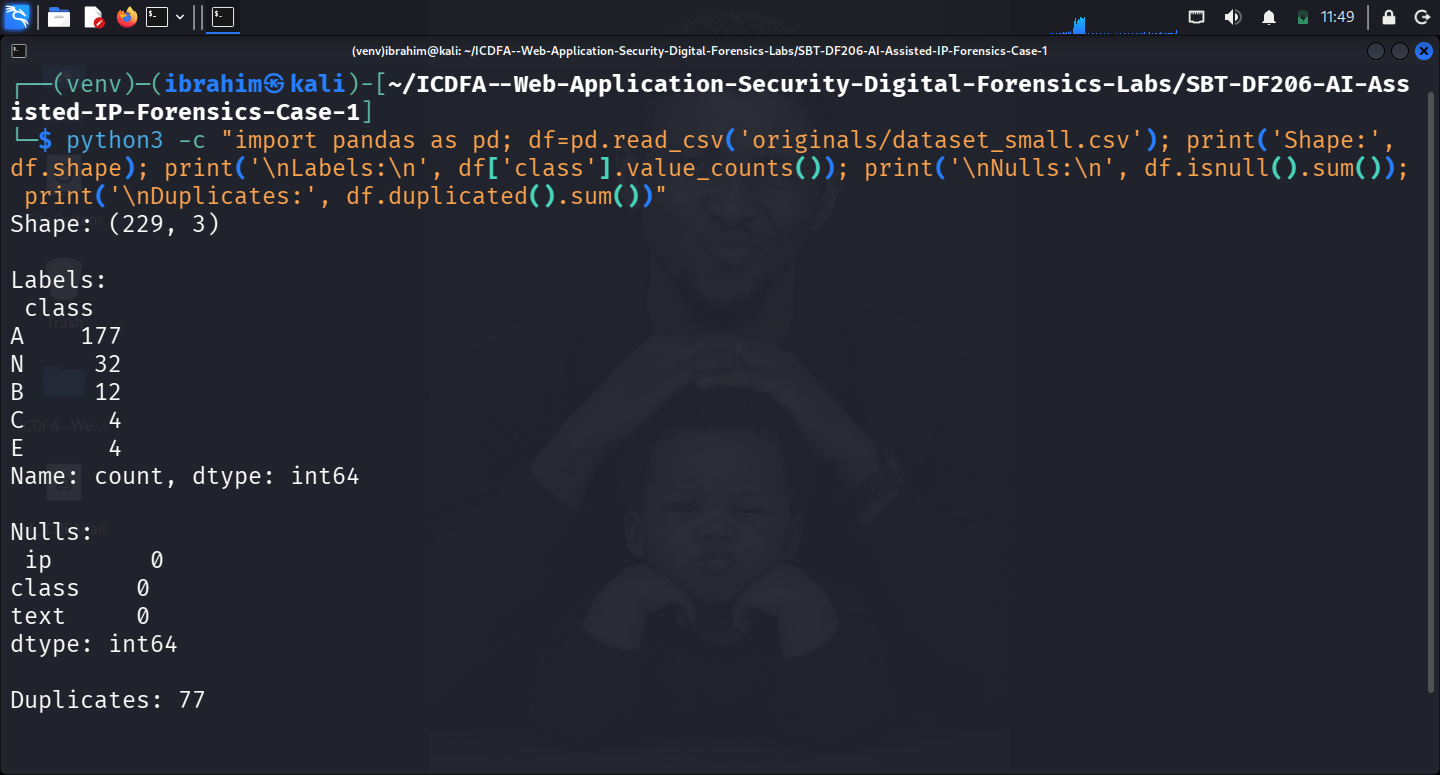 11:49
(venv)ibrahim@kali: ~/ICDFA--Web-Application-Security-Digital-Forensics-Labs/SBT-DF206-AI-Assisted-IP-Forensics-Case-1
┌──(venv)─(ibrahim㉿kali)-[~/ICDFA--Web-Application-Security-Digital-Forensics-Labs/SBT-DF206-AI-Ass
isted-IP-Forensics-Case-1]
└─$ python3 -c "import pandas as pd; df=pd.read_csv('originals/dataset_small.csv'); print('Shape:',
df.shape); print('\nLabels:\n', df['class'].value_counts()); print('\nNulls:\n', df.isnull().sum());
print('\nDuplicates:', df.duplicated().sum())"
Shape: (229, 3)
Labels:
class
A 177
N 32
B 12
C 4
E 4
Name: count, dtype: int64
Nulls:
ip 0
class 0
text 0
dtype: int64
Duplicates: 77
Trash